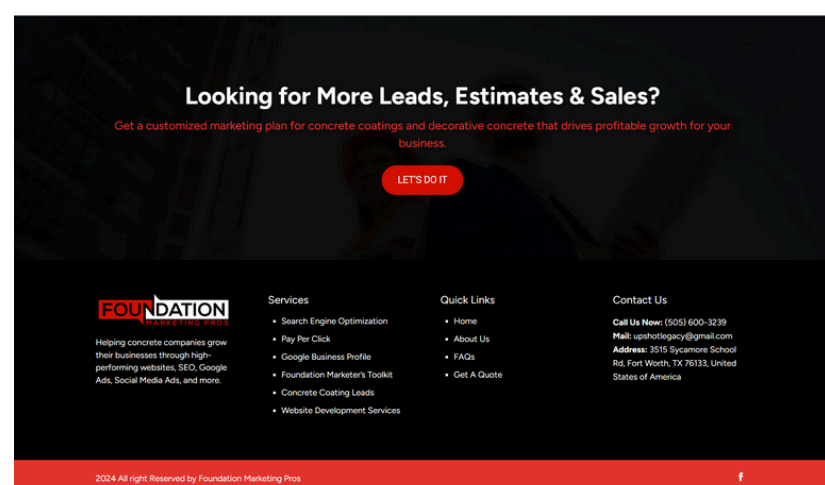 Looking for More Leads, Estimates & Sales?
Get a customized marketing plan for concrete coatings and decorative concrete that drives profitable growth for your
business.
LET'S DO IT
FOUNDATION
MARKETING PROS
Helping concrete companies grow
their businesses through high-
performing websites, SEO, Google
Ads, Social Media Ads, and more.
Services
• Search Engine Optimization
• Pay Per Click
• Google Business Profile
• Foundation Marketer's Toolkit
• Concrete Coating Leads
• Website Development Services
Quick Links
• Home
• About Us
• FAQs
• Get A Quote
Contact Us
Call Us Now: (505) 600-3239
Mail: upshotlegacy@gmail.com
Address: 3515 Sycamore School
Rd, Fort Worth, TX 76133, United
States of America
2024 All right Reserved by Foundation Marketing Pros
f